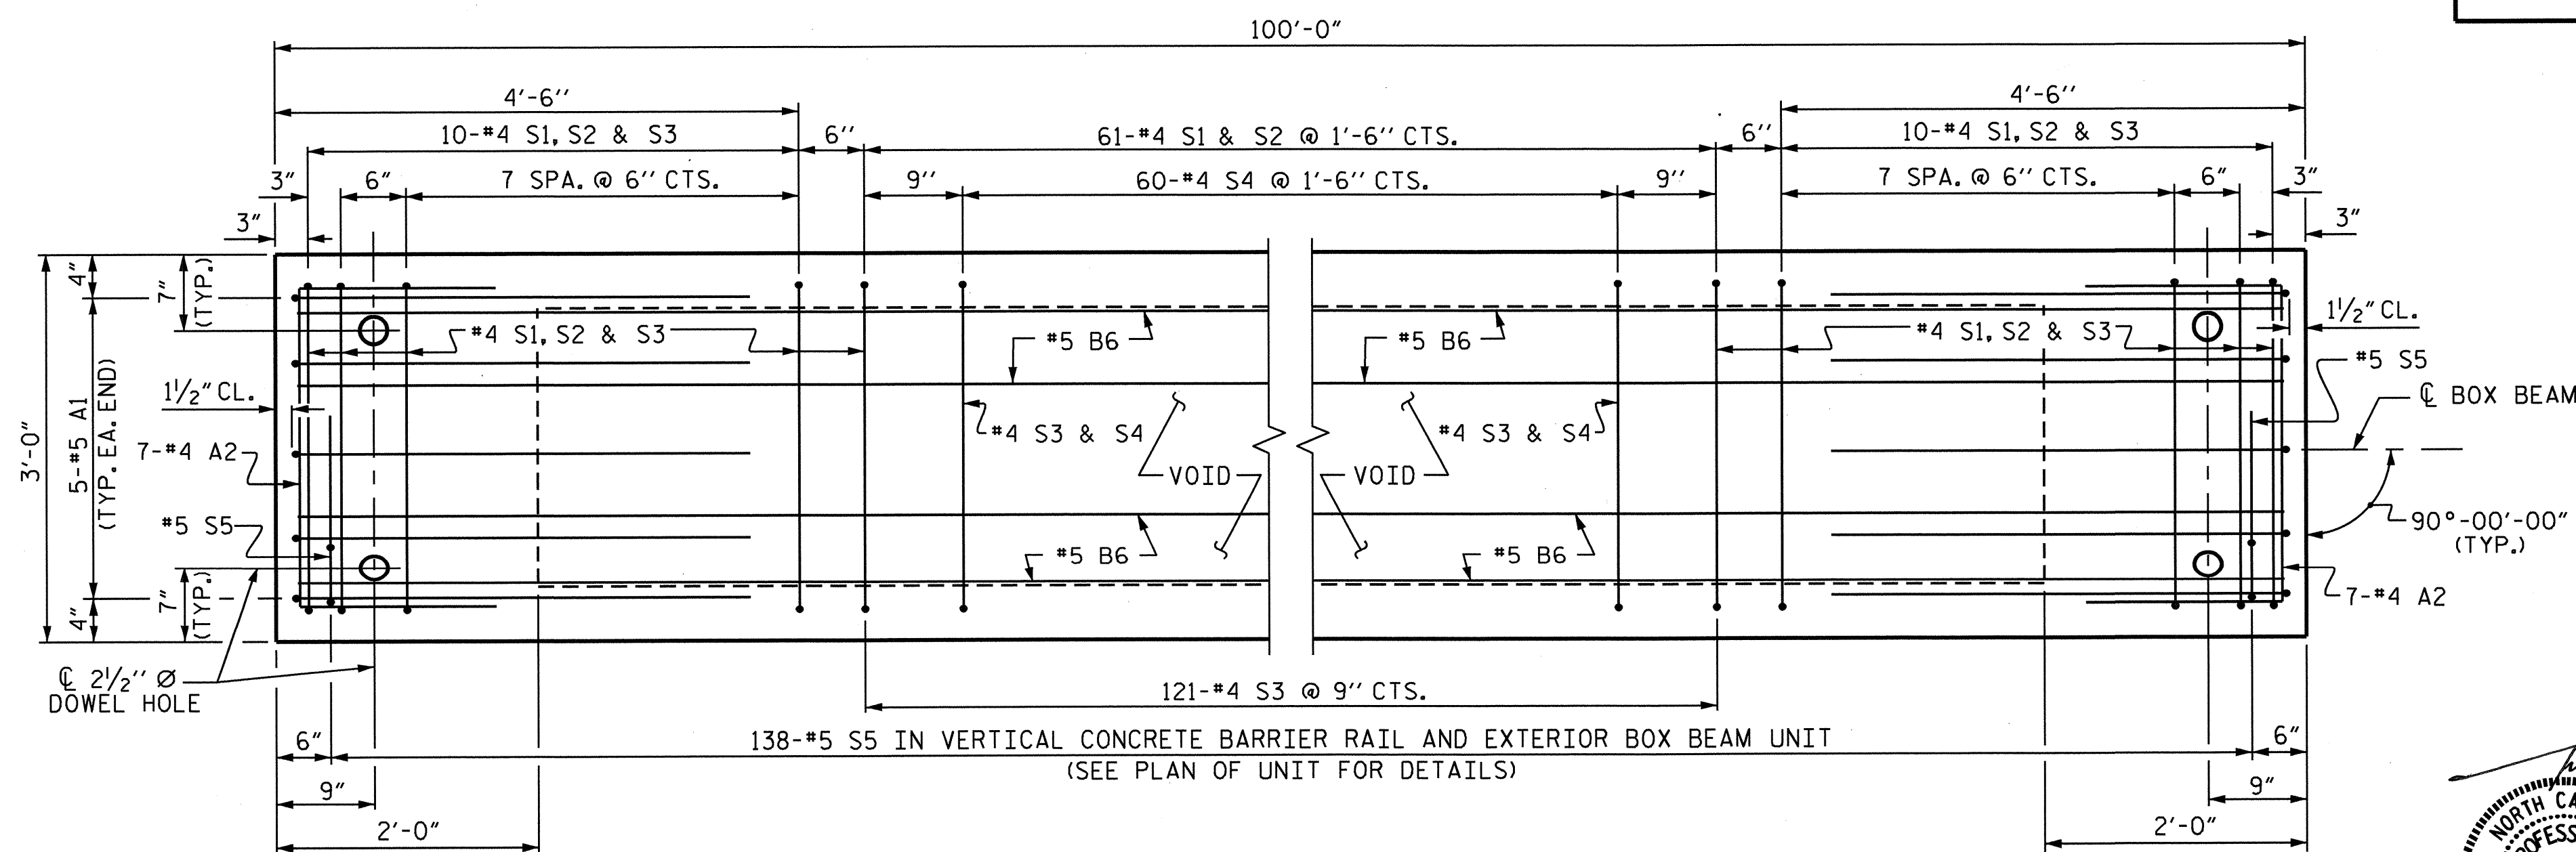 100'-0"
4'-6"
4'-6"
10-#4 S1, S2 & S3
6"
61-#4 S1 & S2 @ 1'-6" CTS.
6"
10-#4 S1, S2 & S3
3"
6"
7 SPA. @ 6" CTS.
9"
60-#4 S4 @ 1'-6" CTS.
9"
7 SPA. @ 6" CTS.
6"
3"
3"
3"
4"
7"
(TYP.)
#4 S1, S2 & S3
#5 B6
#5 B6
#4 S1, S2 & S3
1½" CL.
#5 S5
℄ BOX BEAM
1½" CL.
3'-0"
5-#5 A1
(TYP. EA. END)
7-#4 A2
#4 S3 & S4
#4 S3 & S4
VOID
VOID
#5 S5
#5 B6
#5 B6
90°-00'-00"
(TYP.)
7-#4 A2
4"
7"
(TYP.)
℄ 2½" Ø
DOWEL HOLE
121-#4 S3 @ 9" CTS.
6"
138-#5 S5 IN VERTICAL CONCRETE BARRIER RAIL AND EXTERIOR BOX BEAM UNIT
6"
(SEE PLAN OF UNIT FOR DETAILS)
9"
9"
2'-0"
2'-0"
NORTH